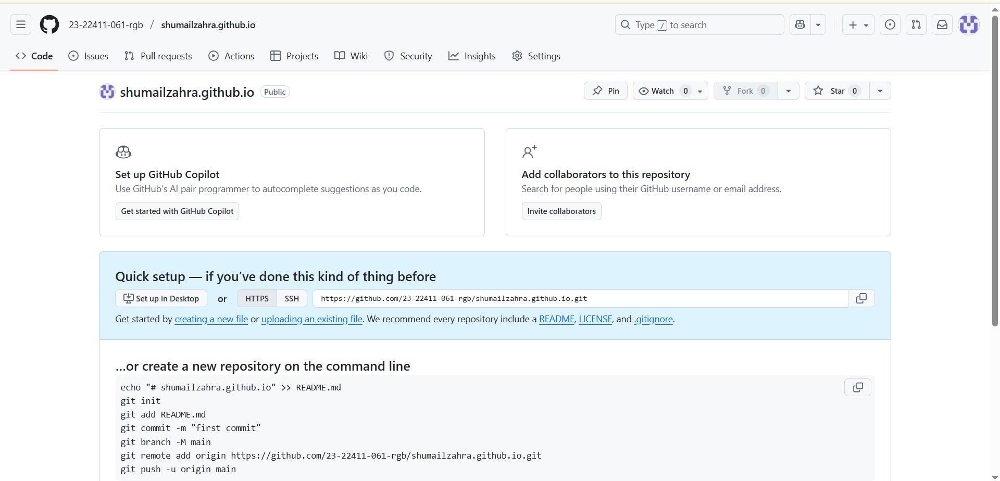 23-22411-061-rgb / shumailzahra.github.io
Type / to search
Code Issues Pull requests Actions Projects Wiki Security Insights Settings
shumailzahra.github.io Public
Pin Watch 0 Fork 0 Star 0
Set up GitHub Copilot
Use GitHub's AI pair programmer to autocomplete suggestions as you code.
Get started with GitHub Copilot
Add collaborators to this repository
Search for people using their GitHub username or email address.
Invite collaborators
Quick setup — if you’ve done this kind of thing before
Set up in Desktop or HTTPS SSH https://github.com/23-22411-061-rgb/shumailzahra.github.io.git
Get started by creating a new file or uploading an existing file. We recommend every repository include a README, LICENSE, and .gitignore.
…or create a new repository on the command line
echo "# shumailzahra.github.io" >> README.md
git init
git add README.md
git commit -m "first commit"
git branch -M main
git remote add origin https://github.com/23-22411-061-rgb/shumailzahra.github.io.git
git push -u origin main